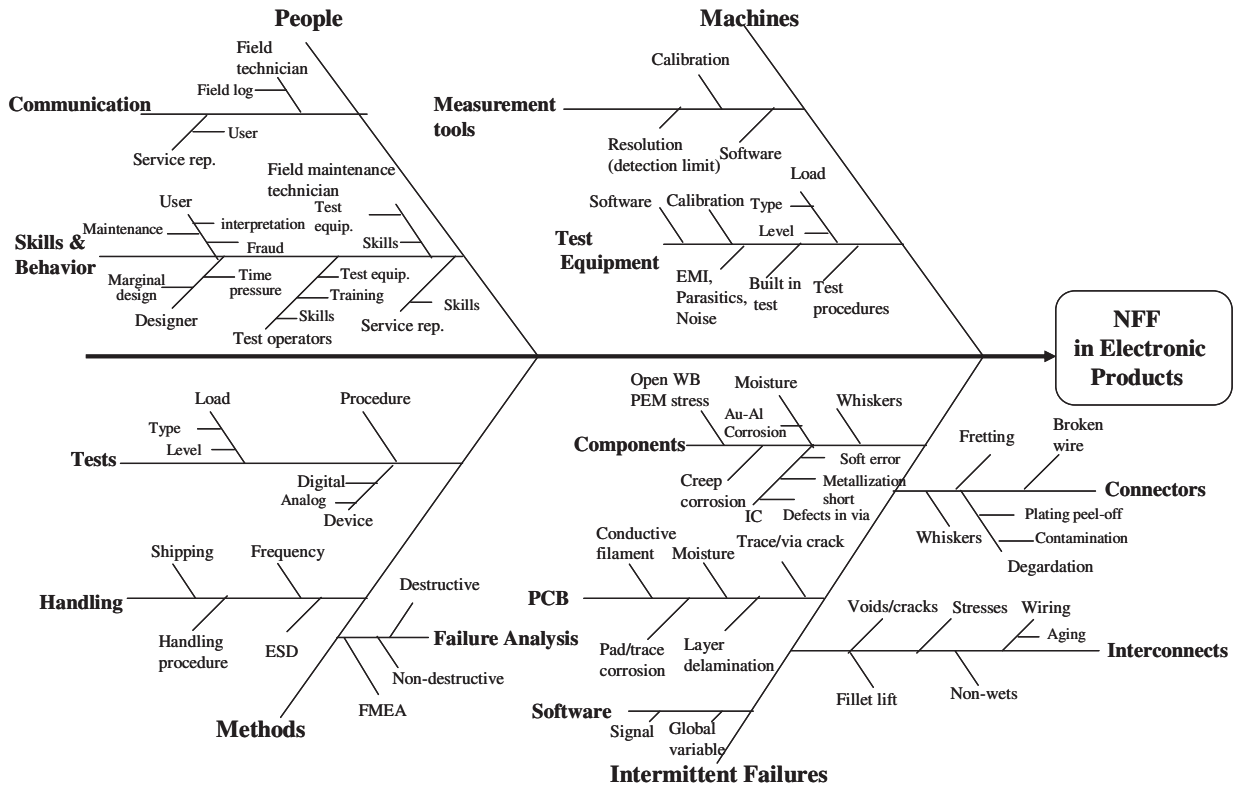 People
Field
technician
Field log
Communication
User
Service rep.
Field maintenance
technician
User
Test
equip.
interpretation
Maintenance
Skills
Fraud
Skills &
Behavior
Marginal
design
Time
pressure
Designer
Test equip.
Training
Skills
Test operators
Skills
Service rep.
Machines
Calibration
Measurement
tools
Resolution
(detection limit)
Software
Load
Software
Calibration
Type
Level
Test
Equipment
EMI,
Parasitics,
Noise
Built in
test
Test
procedures
NFF
in Electronic
Products
Load
Procedure
Type
Level
Tests
Digital
Analog
Device
Shipping
Frequency
Handling
Handling
procedure
ESD
Destructive
Failure Analysis
Non-destructive
FMEA
Methods
Open WB
PEM stress
Moisture
Au-Al
Corrosion
Whiskers
Components
Creep
corrosion
Soft error
Metallization
short
IC
Defects in via
Fretting
Broken
wire
Connectors
Whiskers
Plating peel-off
Contamination
Degardation
Conductive
filament
Moisture
Trace/via crack
PCB
Pad/trace
corrosion
Layer
delamination
Voids/cracks
Stresses
Wiring
Aging
Interconnects
Fillet lift
Non-wets
Software
Signal
Global
variable
Intermittent Failures